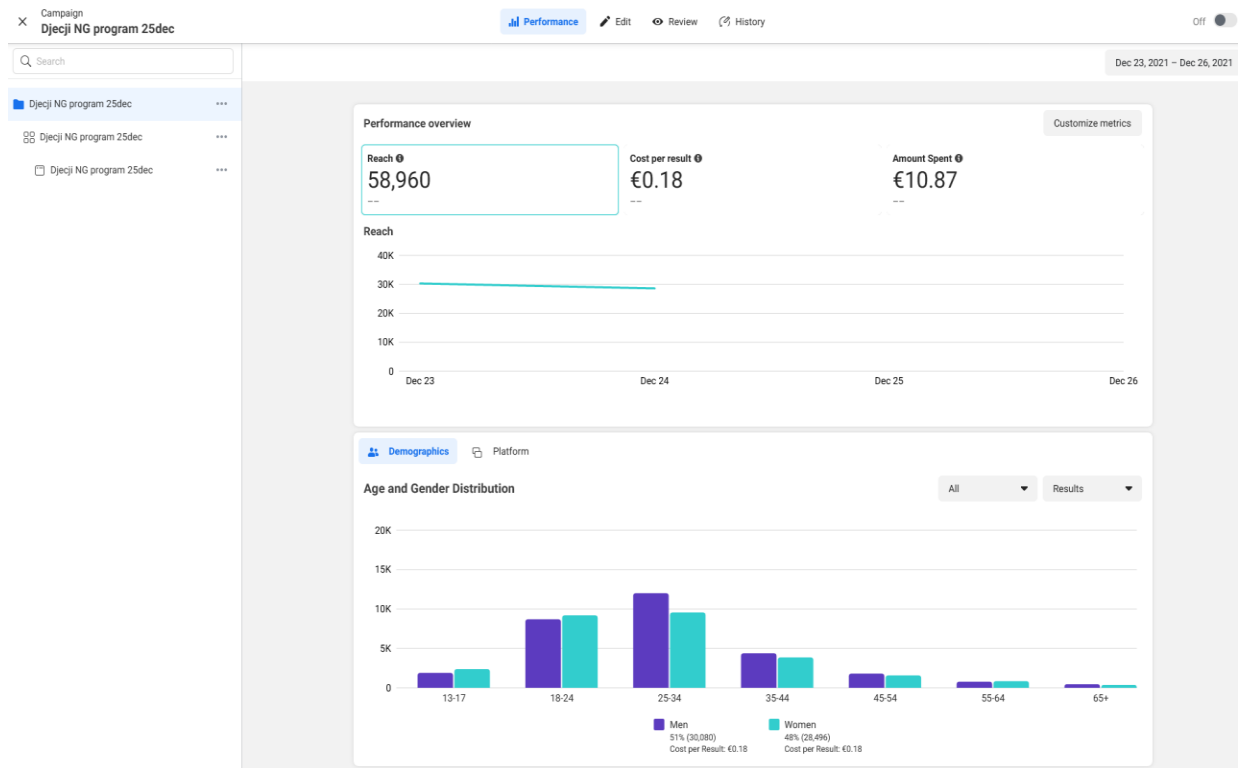 Campaign
Djecji NG program 25dec
Performance
Edit
Review
History
Off
Search
Dec 23, 2021 – Dec 26, 2021
Djecji NG program 25dec
Djecji NG program 25dec
Djecji NG program 25dec
Performance overview
Customize metrics
Reach
58,960
––
Cost per result
€0.18
––
Amount Spent
€10.87
––
Reach
40K
30K
20K
10K
0
Dec 23
Dec 24
Dec 25
Dec 26
Demographics
Platform
Age and Gender Distribution
All
Results
20K
15K
10K
5K
0
13-17
18-24
25-34
35-44
45-54
55-64
65+
Men
51% (30,080)
Cost per Result: €0.18
Women
48% (28,496)
Cost per Result: €0.18